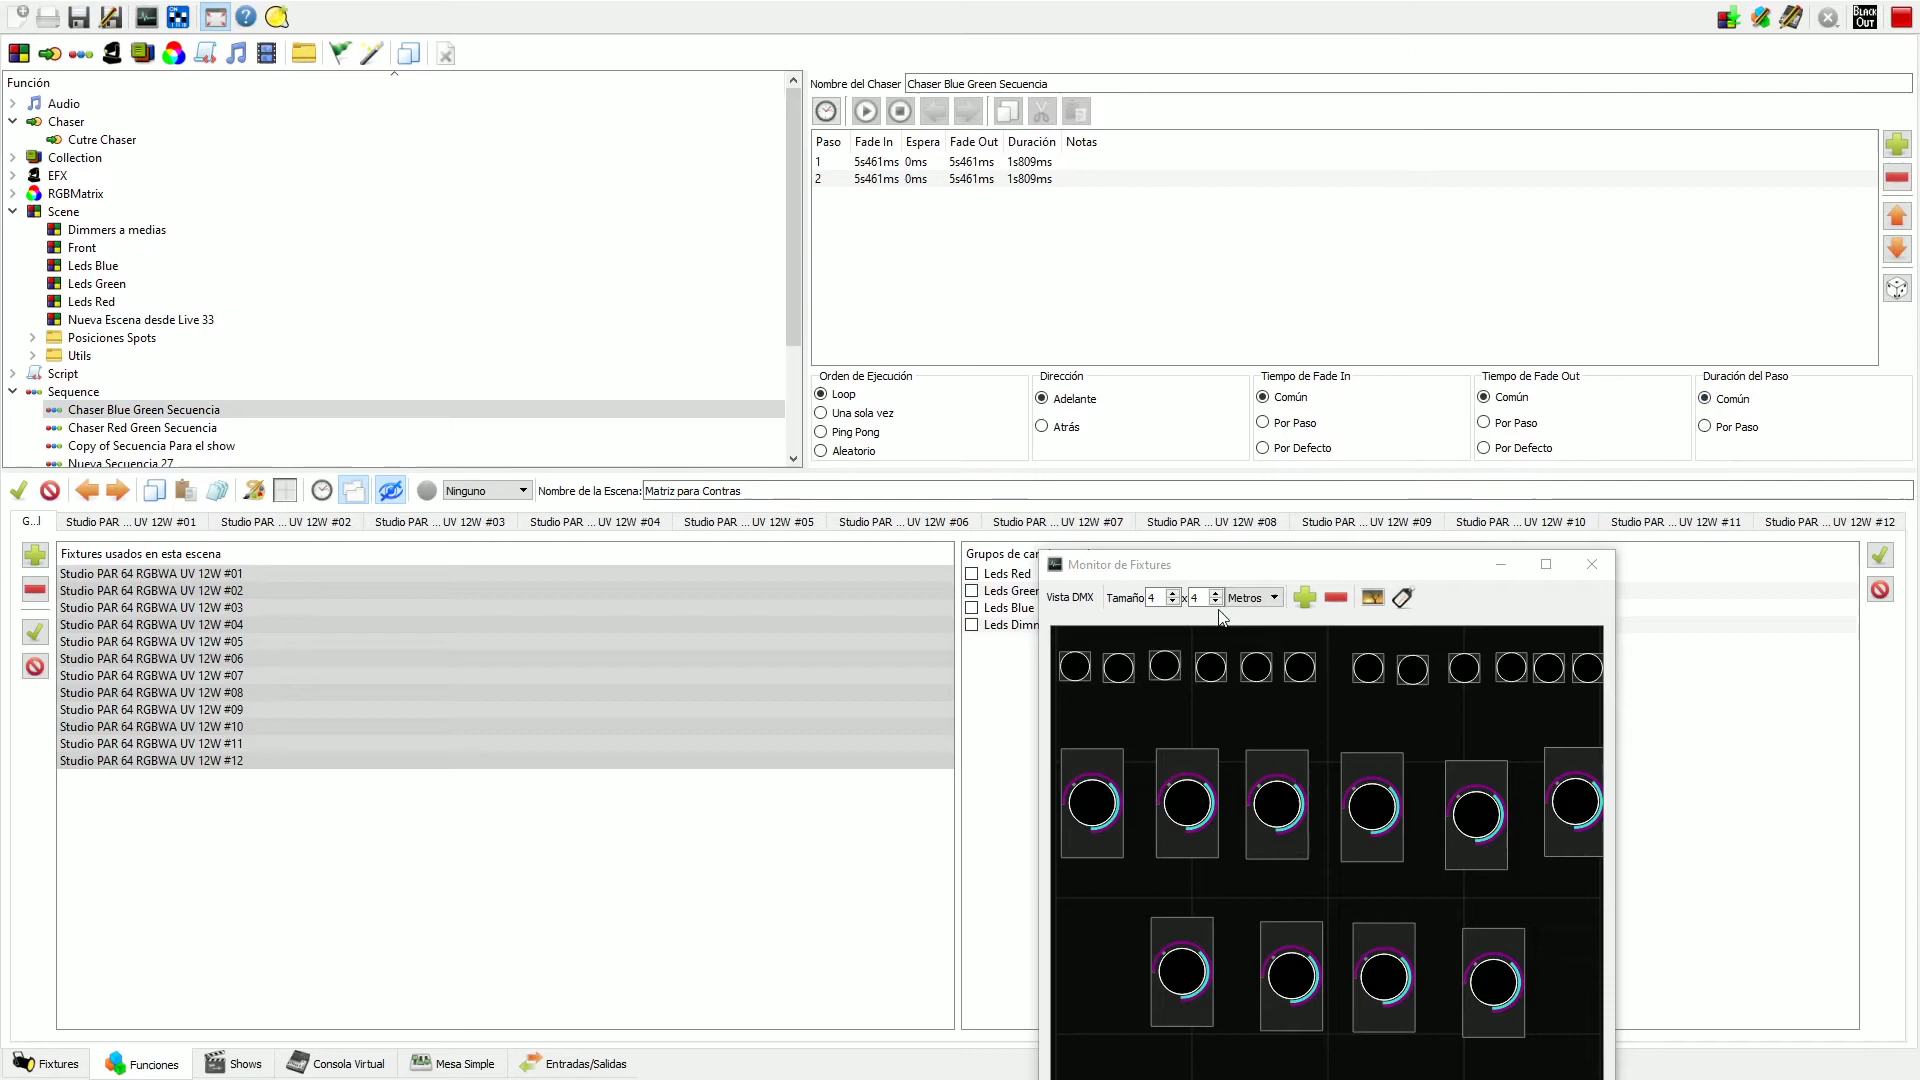 BLACK
OUT
Función
Audio
Chaser
Cutre Chaser
Collection
EFX
RGBMatrix
Scene
Dimmers a medias
Front
Leds Blue
Leds Green
Leds Red
Nueva Escena desde Live 33
Posiciones Spots
Utils
Script
Sequence
Chaser Blue Green Secuencia
Chaser Red Green Secuencia
Copy of Secuencia Para el show
Nueva Secuencia 27
Nombre del Chaser Chaser Blue Green Secuencia
Paso Fade In Espera Fade Out Duración Notas
1 5s461ms 0ms 5s461ms 1s809ms
2 5s461ms 0ms 5s461ms 1s809ms
Orden de Ejecución
Loop
Una sola vez
Ping Pong
Aleatorio
Dirección
Adelante
Atrás
Tiempo de Fade In
Común
Por Paso
Por Defecto
Tiempo de Fade Out
Común
Por Paso
Por Defecto
Duración del Paso
Común
Por Paso
Ninguno Nombre de la Escena: Matriz para Contras
G...l Studio PAR ... UV 12W #01 Studio PAR ... UV 12W #02 Studio PAR ... UV 12W #03 Studio PAR ... UV 12W #04 Studio PAR ... UV 12W #05 Studio PAR ... UV 12W #06 Studio PAR ... UV 12W #07 Studio PAR ... UV 12W #08 Studio PAR ... UV 12W #09 Studio PAR ... UV 12W #10 Studio PAR ... UV 12W #11 Studio PAR ... UV 12W #12
Fixtures usados en esta escena
Studio PAR 64 RGBWA UV 12W #01
Studio PAR 64 RGBWA UV 12W #02
Studio PAR 64 RGBWA UV 12W #03
Studio PAR 64 RGBWA UV 12W #04
Studio PAR 64 RGBWA UV 12W #05
Studio PAR 64 RGBWA UV 12W #06
Studio PAR 64 RGBWA UV 12W #07
Studio PAR 64 RGBWA UV 12W #08
Studio PAR 64 RGBWA UV 12W #09
Studio PAR 64 RGBWA UV 12W #10
Studio PAR 64 RGBWA UV 12W #11
Studio PAR 64 RGBWA UV 12W #12
Grupos de car
Leds Red
Leds Greer
Leds Blue
Leds Dimn
Monitor de Fixtures
Vista DMX Tamaño 4 x 4 Metros
Fixtures Funciones Shows Consola Virtual Mesa Simple Entradas/Salidas